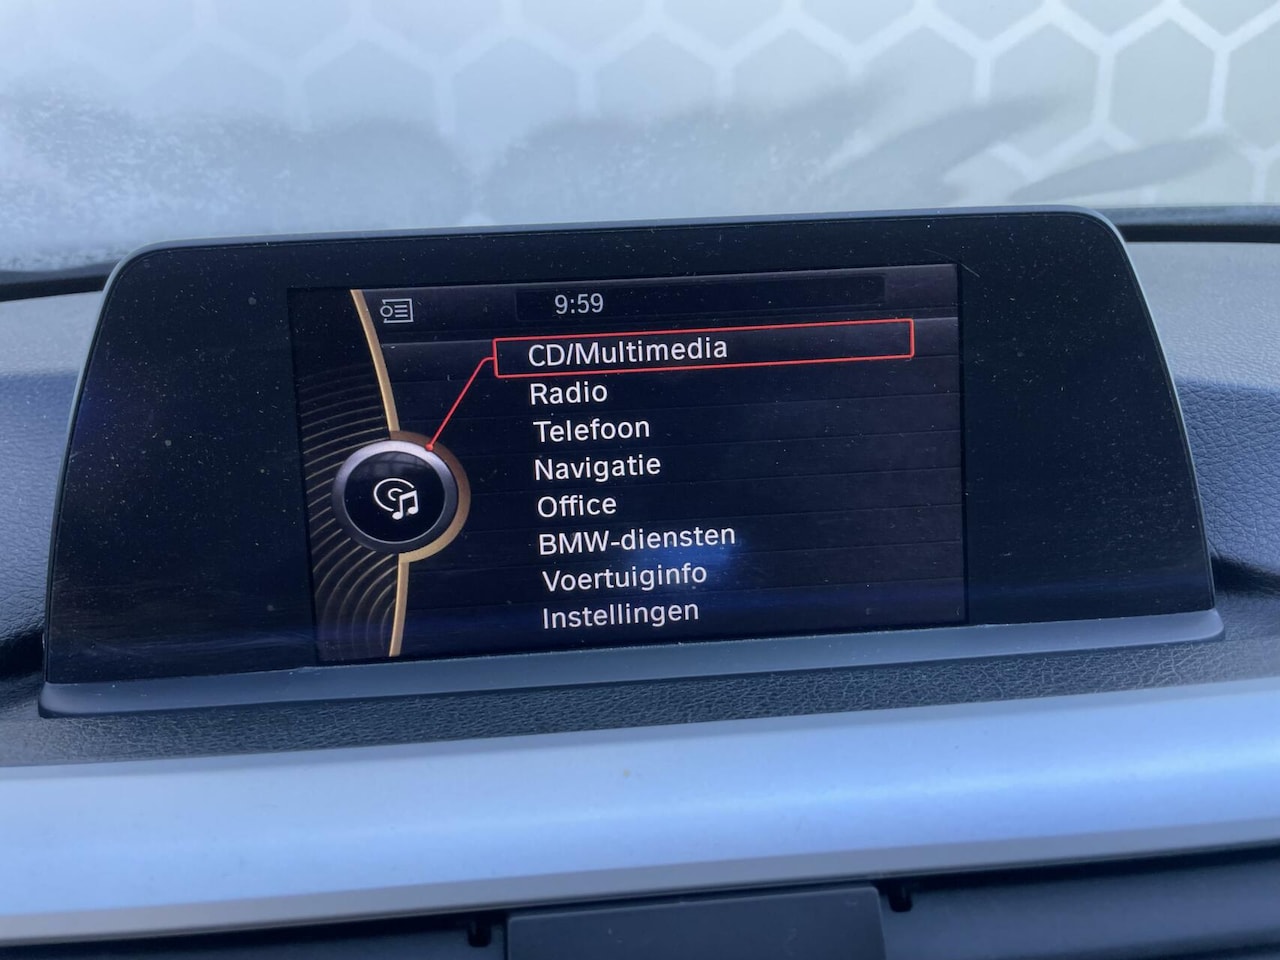 9:59
CD/Multimedia
Radio
Telefoon
Navigatie
Office
BMW-diensten
Voertuiginfo
Instellingen